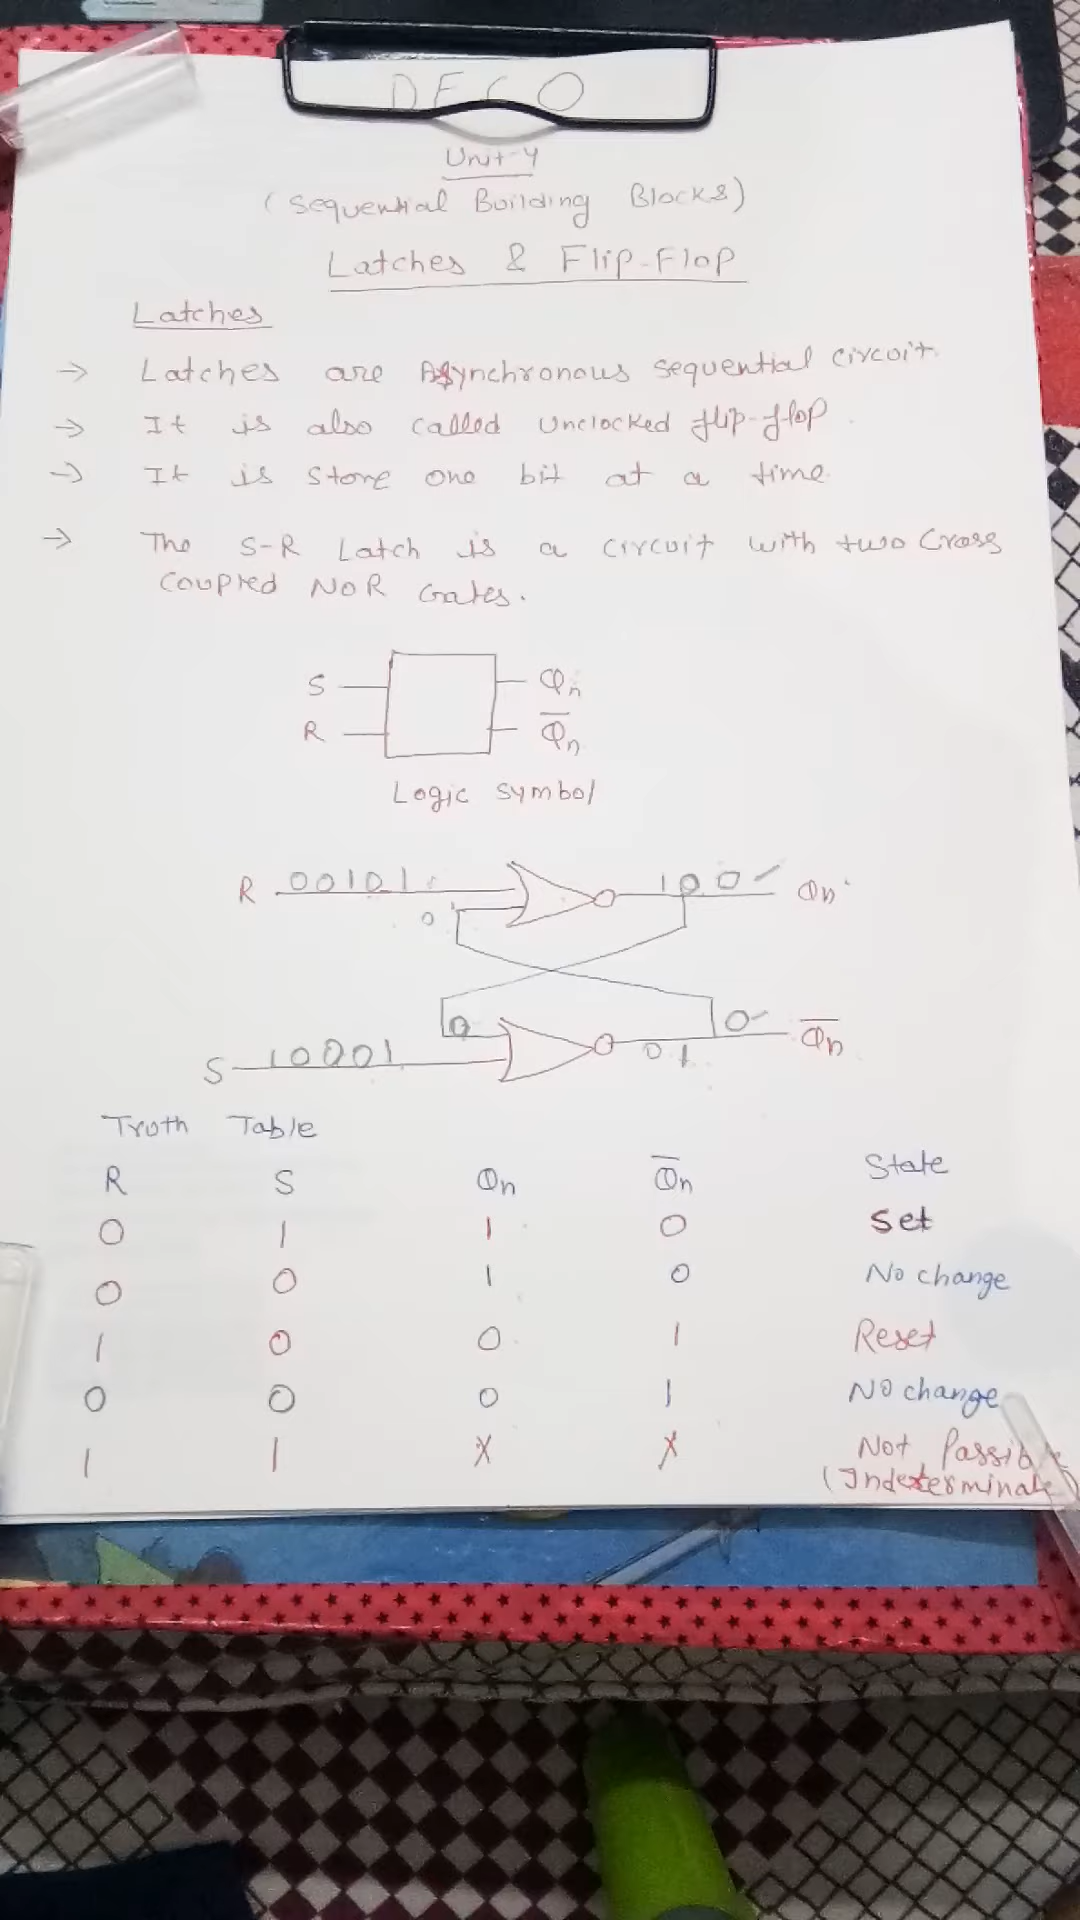 DECO
Unit-4
(Sequential Building Blocks)
Latches & Flip-Flop
Latches
→ Latches are Asynchronous sequential circuit.
→ It is also called Unclocked flip-flop.
→ It is store one bit at a time.
→ The S-R Latch is a circuit with two Cross
Coupled NOR Gates.
S Qn
R Q̅n
Logic symbol
R 00101 100 Qn
0
0 0
S 10001 01 Q̅n
Truth Table
R S Qn Q̅n State
0 1 1 0 Set
0 0 1 0 No change
1 0 0 1 Reset
0 0 0 1 No change
1 1 X X Not Passible
(Indeterminate)